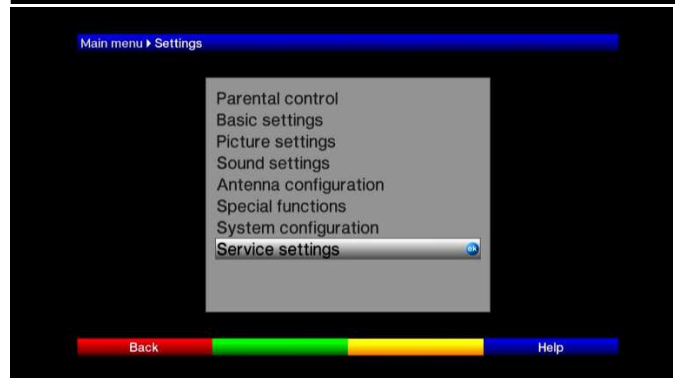 Main menu ▸ Settings
Parental control
Basic settings
Picture settings
Sound settings
Antenna configuration
Special functions
System configuration
Service settings ok
Back Help